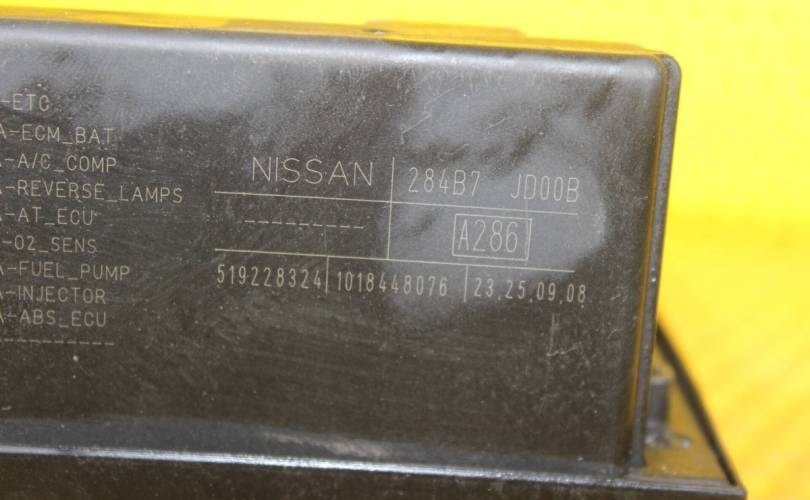 -ETC
A-ECM_BAT
-A/C_COMP
-REVERSE_LAMPS
-AT_ECU
-O2_SENS
A-FUEL_PUMP
A-INJECTOR
A-ABS_ECU
----------
NISSAN 284B7 JD00B
--------- A286
519228324 1018448076 23.25.09.08